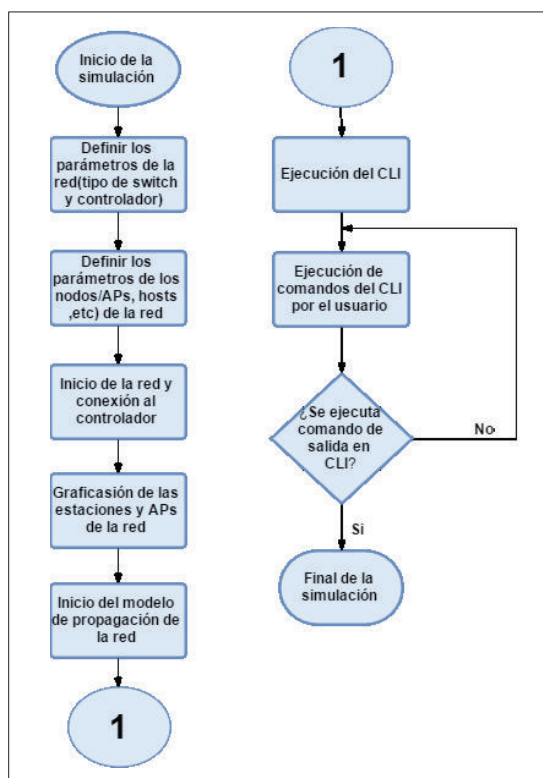 Inicio de la
simulación
Definir los
parámetros de la
red(tipo de switch
y controlador)
Definir los
parámetros de los
nodos/APs, hosts
,etc) de la red
Inicio de la red y
conexión al
controlador
Graficasión de las
estaciones y APs
de la red
Inicio del modelo
de propagación de
la red
1
1
Ejecución del CLI
Ejecución de
comandos del CLI
por el usuario
¿Se ejecuta
comando de
salida en
CLI?
No
Si
Final de la
simulación